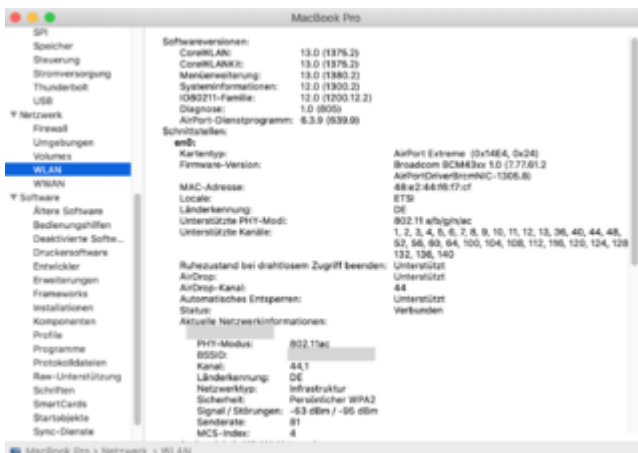 MacBook Pro
SPI
Speicher
Steuerung
Stromversorgung
Thunderbolt
USB
Netzwerk
Firewall
Umgebungen
Volumes
WLAN
WWAN
Software
Ältere Software
Bedienungshilfen
Deaktivierte Softw...
Druckersoftware
Entwickler
Erweiterungen
Frameworks
Installationen
Komponenten
Profile
Programme
Protokolldateien
Raw-Unterstützung
Schriften
SmartCards
Startobjekte
Sync-Dienste
Softwareversionen:
CoreWLAN: 13.0 (1375.2)
CoreWLANKit: 13.0 (1375.2)
Menüerweiterung: 13.0 (1380.2)
Systeminformationen: 12.0 (1300.2)
IO80211-Familie: 12.0 (1200.12.2)
Diagnose: 1.0 (805)
AirPort-Dienstprogramm: 6.3.9 (639.9)
Schnittstellen:
en0:
Kartentyp: AirPort Extreme (0x14E4, 0x24)
Firmware-Version: Broadcom BCM43xx 1.0 (7.77.61.2
AirPortDriverBrcmNIC-1305.8)
MAC-Adresse: 48:e2:44:f6:f7:cf
Locale: ETSI
Länderkennung: DE
Unterstützte PHY-Modi: 802.11 a/b/g/n/ac
Unterstützte Kanäle: 1, 2, 3, 4, 5, 6, 7, 8, 9, 10, 11, 12, 13, 36, 40, 44, 48,
52, 56, 60, 64, 100, 104, 108, 112, 116, 120, 124, 128
132, 136, 140
Ruhezustand bei drahtlosem Zugriff beenden: Unterstützt
AirDrop: Unterstützt
AirDrop-Kanal: 44
Automatisches Entsperren: Unterstützt
Status: Verbunden
Aktuelle Netzwerkinformationen:
PHY-Modus: 802.11ac
BSSID:
Kanal: 44,1
Länderkennung: DE
Netzwerktyp: Infrastruktur
Sicherheit: Persönlicher WPA2
Signal / Störungen: -63 dBm / -95 dBm
Senderate: 81
MCS-Index: 4
MacBook Pro › Netzwerk › WLAN